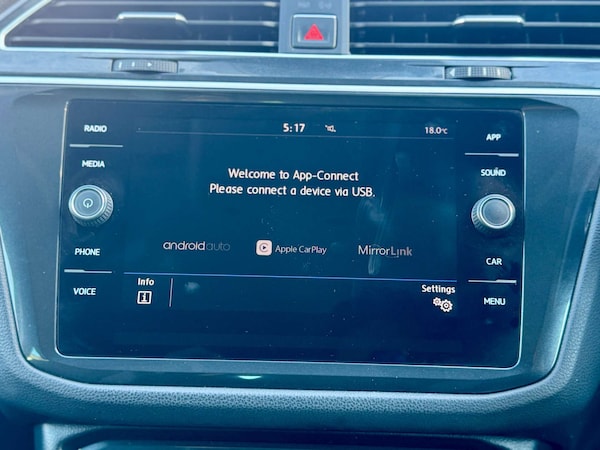 RADIO
MEDIA
PHONE
VOICE
5:17
18.0°C
Welcome to App-Connect
Please connect a device via USB.
androidauto
Apple CarPlay
MirrorLink
Info
i
Settings
APP
SOUND
CAR
MENU